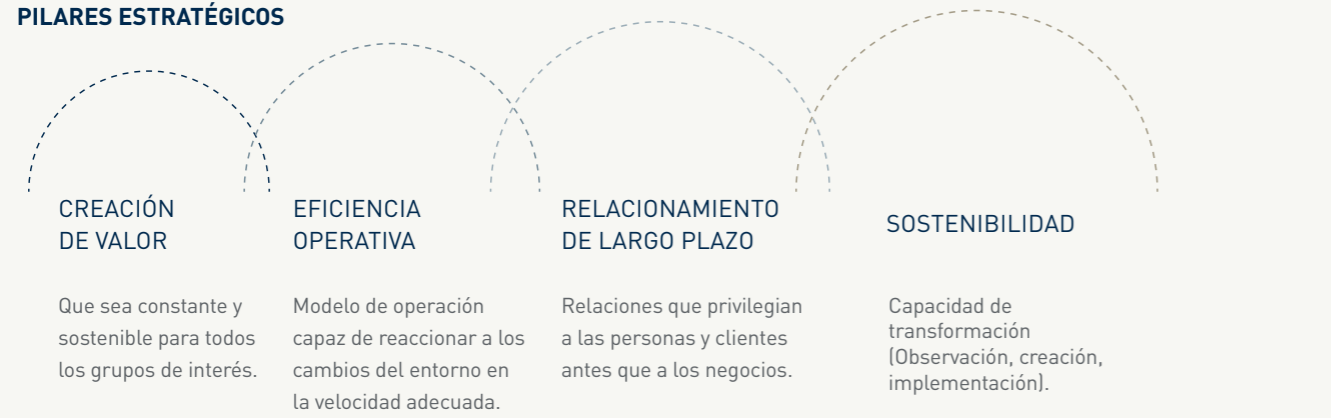 PILARES ESTRATÉGICOS
CREACIÓN
DE VALOR
Que sea constante y
sostenible para todos
los grupos de interés.
EFICIENCIA
OPERATIVA
Modelo de operación
capaz de reaccionar a los
cambios del entorno en
la velocidad adecuada.
RELACIONAMIENTO
DE LARGO PLAZO
Relaciones que privilegian
a las personas y clientes
antes que a los negocios.
SOSTENIBILIDAD
Capacidad de
transformación
(Observación, creación,
implementación).